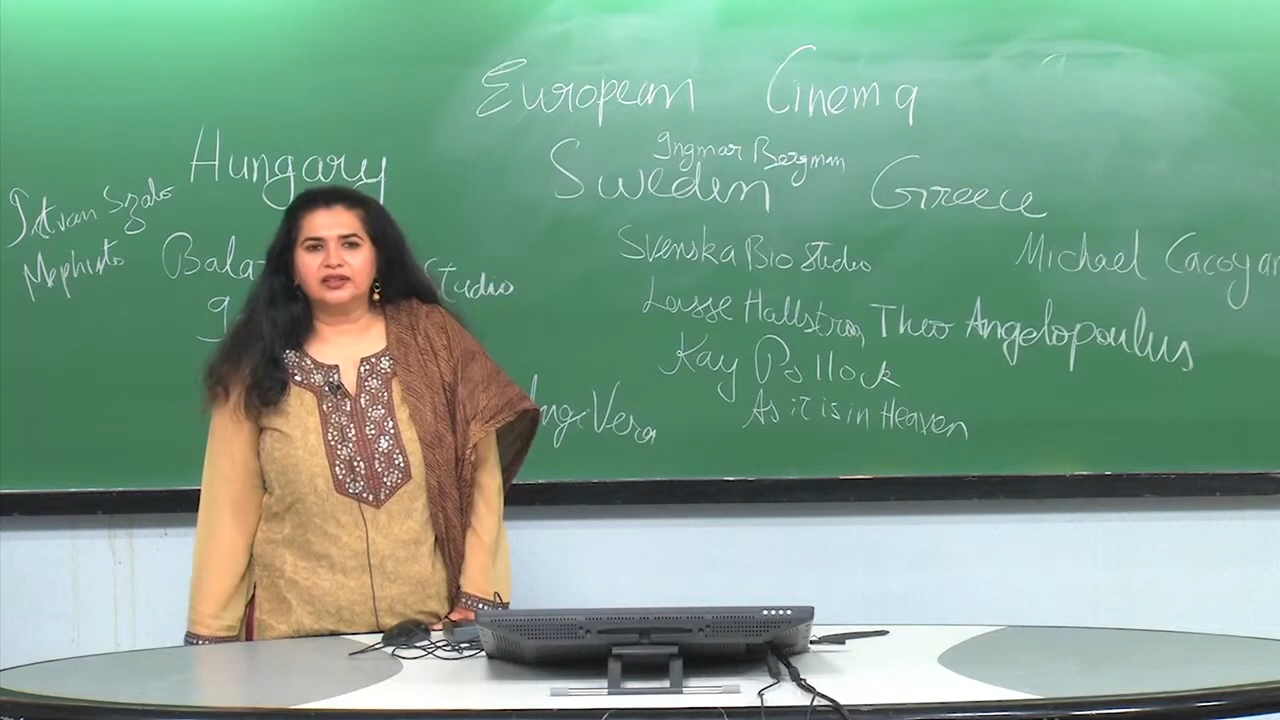 European Cinema
Hungary
Istvan Szabo
Mephisto
Bala
Studio
Vera
Ingmar Bergman
Sweden
Svenska Bio Studio
Lasse Hallstrom
Kay Pollock
As it is in Heaven
Greece
Michael Cacoyan
Theo Angelopoulus